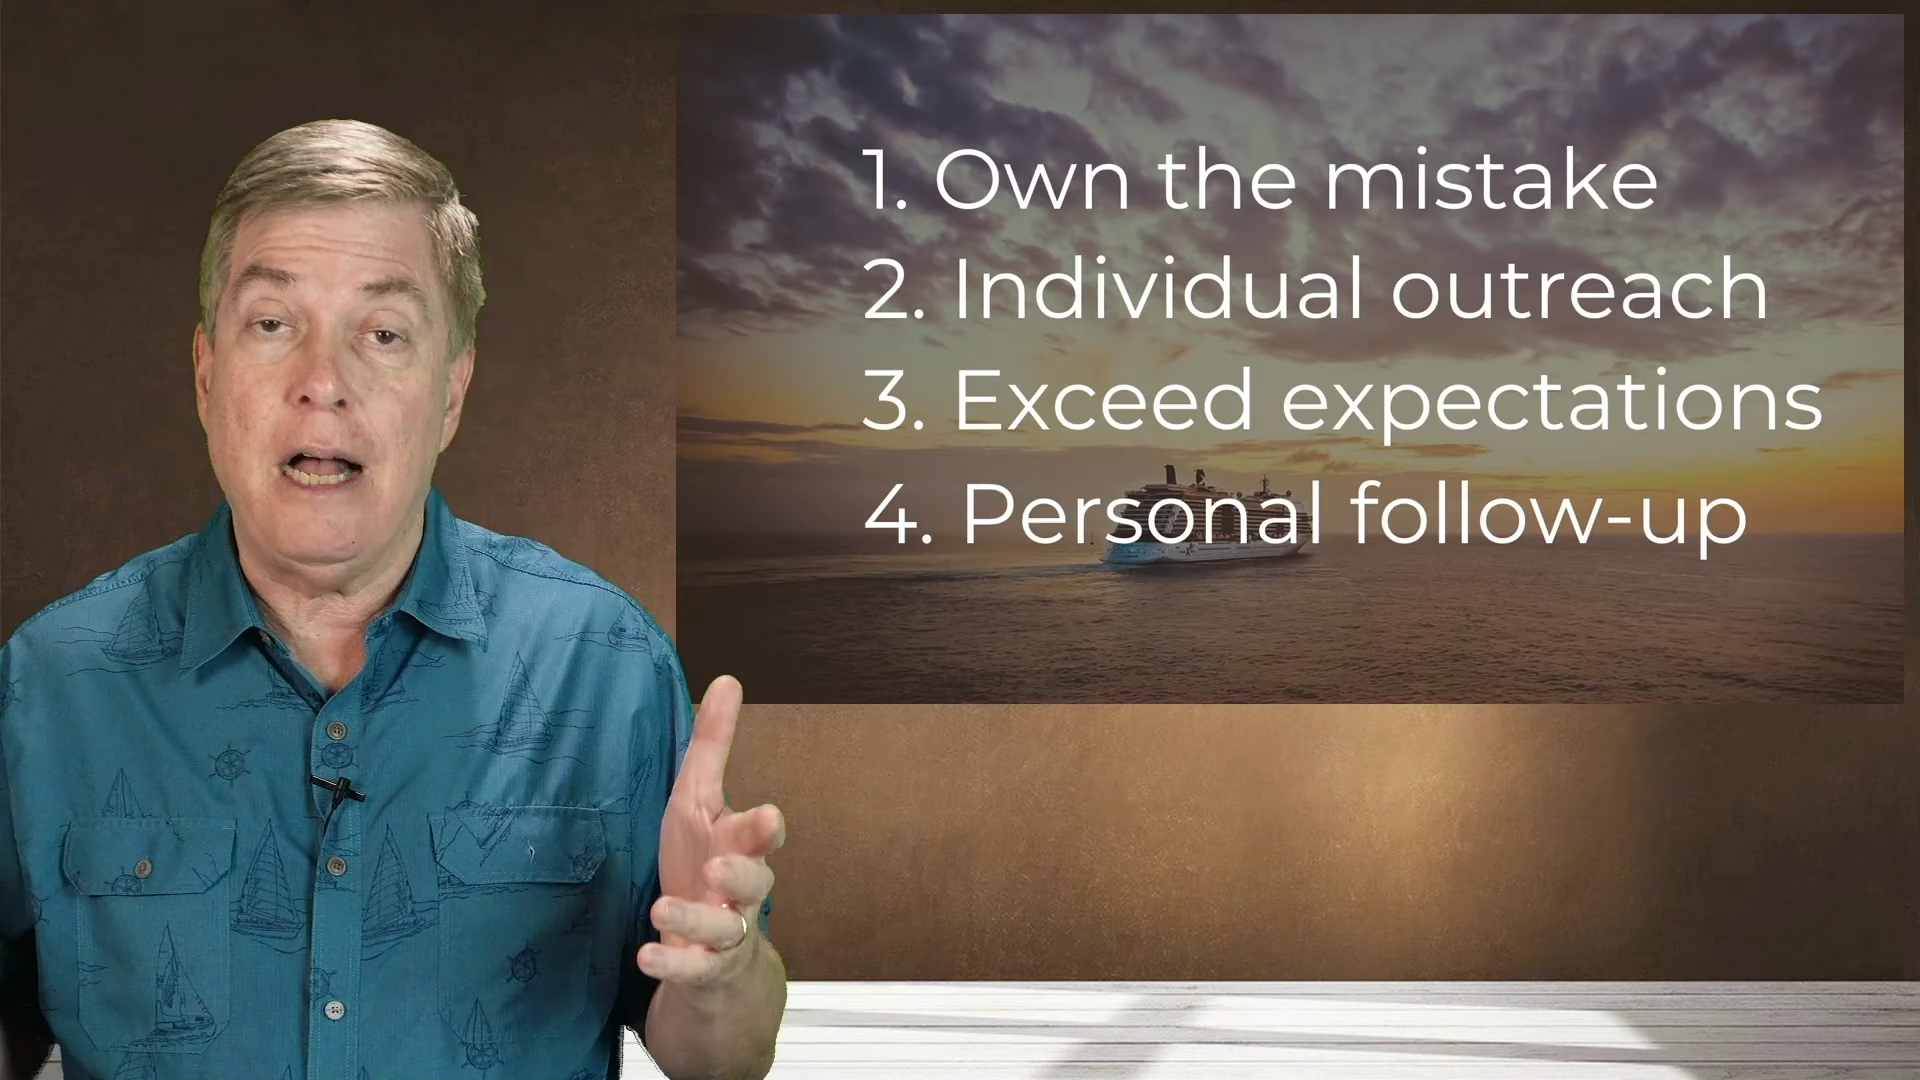 1. Own the mistake
2. Individual outreach
3. Exceed expectations
4. Personal follow-up